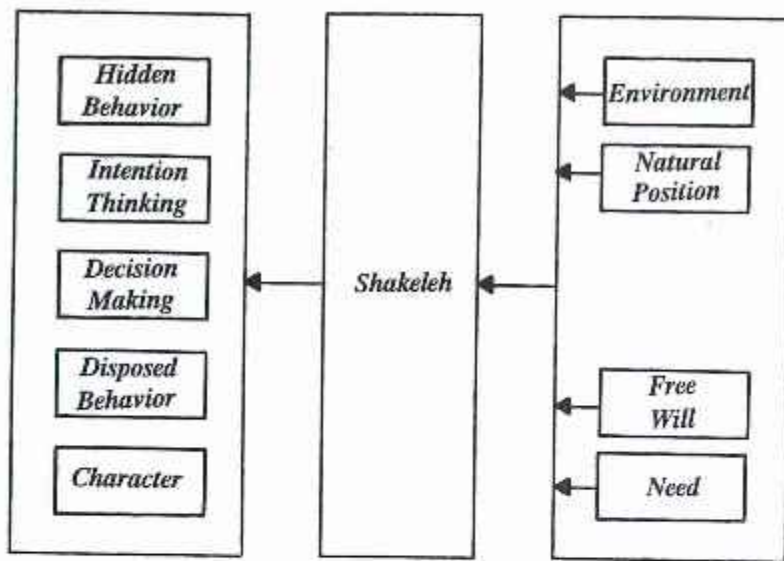 Hidden
Behavior
Intention
Thinking
Decision
Making
Disposed
Behavior
Character
Shakeleh
Environment
Natural
Position
Free
Will
Need